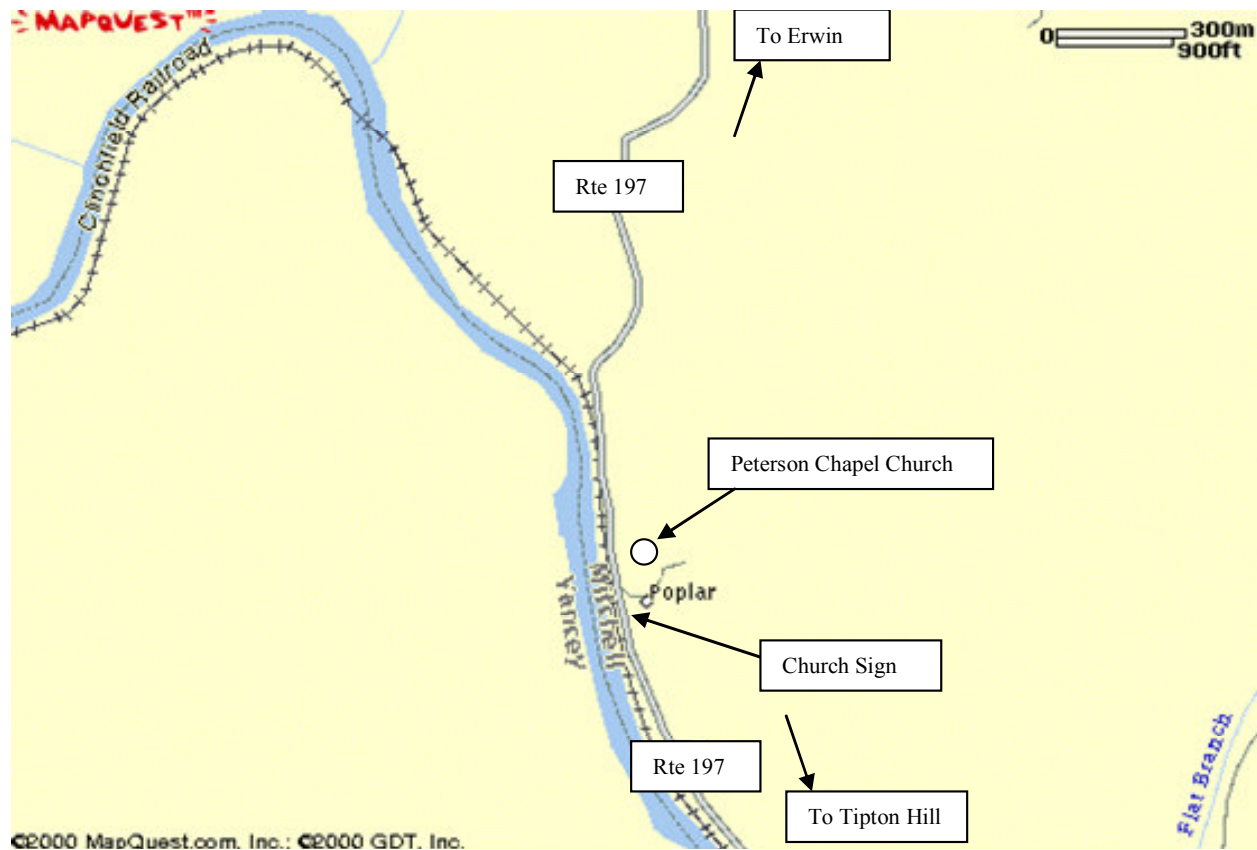 MAPQUEST™
To Erwin
0 300m
900ft
Clinchfield Railroad
Rte 197
Peterson Chapel Church
Poplar
Mitchell
Yancey
Church Sign
Rte 197
To Tipton Hill
Flat Branch
©2000 MapQuest.com, Inc.; ©2000 GDT, Inc.